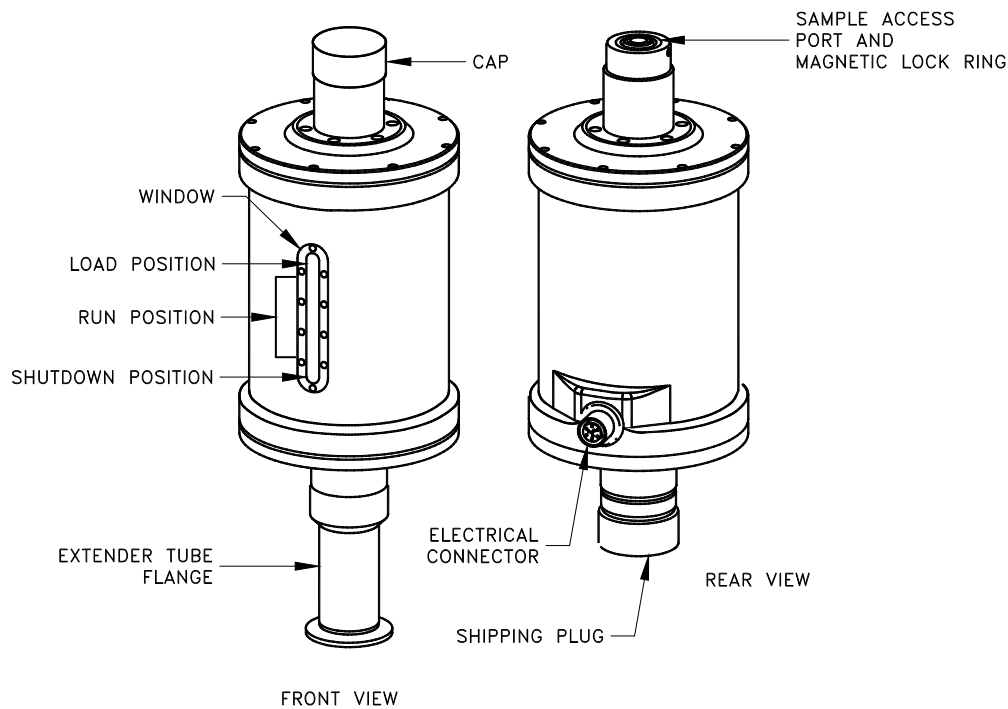 SAMPLE ACCESS
PORT AND
MAGNETIC LOCK RING
CAP
WINDOW
LOAD POSITION
RUN POSITION
SHUTDOWN POSITION
ELECTRICAL
CONNECTOR
EXTENDER TUBE
FLANGE
REAR VIEW
SHIPPING PLUG
FRONT VIEW